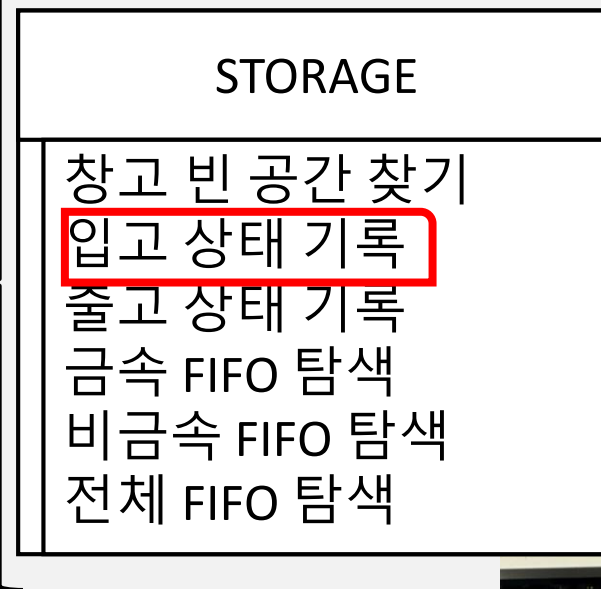 STORAGE
창고 빈 공간 찾기
입고 상태 기록
출고 상태 기록
금속 FIFO 탐색
비금속 FIFO 탐색
전체 FIFO 탐색